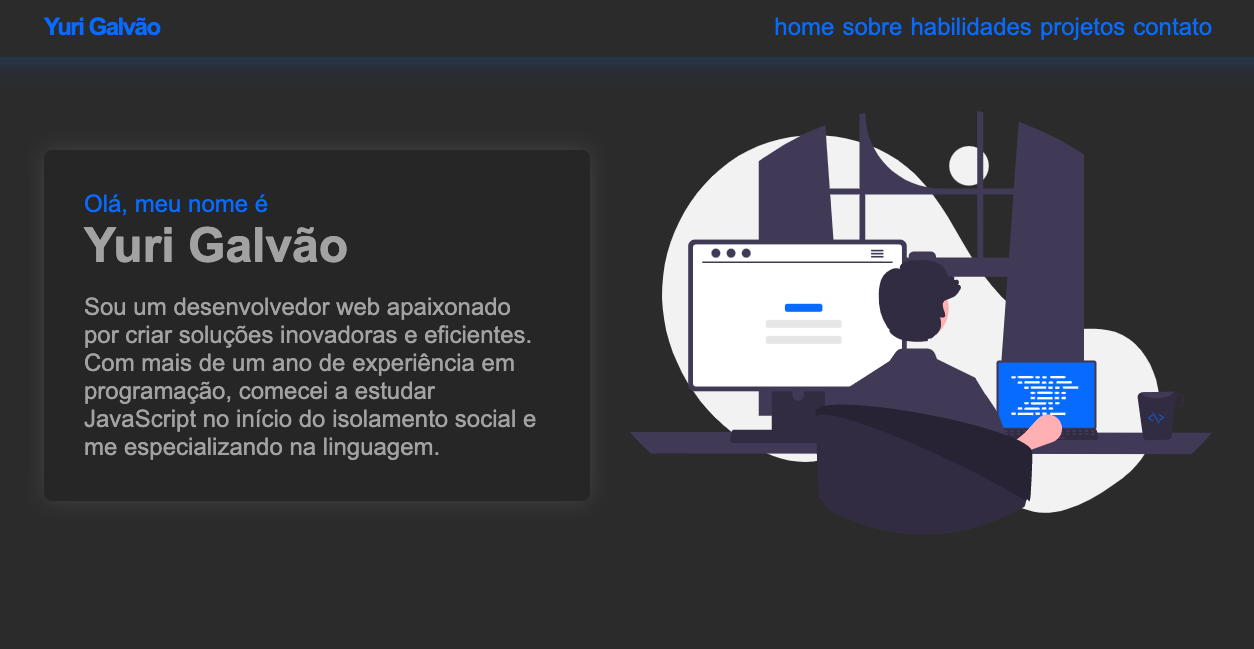 Yuri Galvão
home sobre habilidades projetos contato
Olá, meu nome é
Yuri Galvão
Sou um desenvolvedor web apaixonado
por criar soluções inovadoras e eficientes.
Com mais de um ano de experiência em
programação, comecei a estudar
JavaScript no início do isolamento social e
me especializando na linguagem.